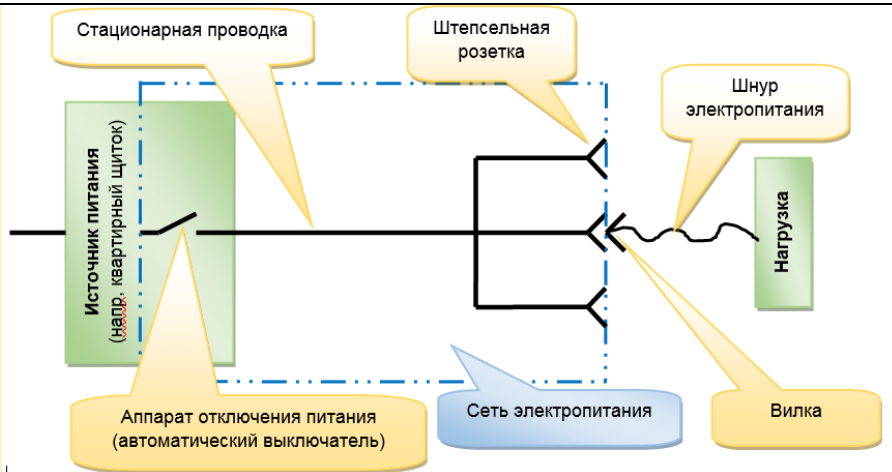 Стационарная проводка
Штепсельная
розетка
Шнур
электропитания
Источник питания
(напр, квартирный щиток)
Нагрузка
Аппарат отключения питания
(автоматический выключатель)
Сеть электропитания
Вилка